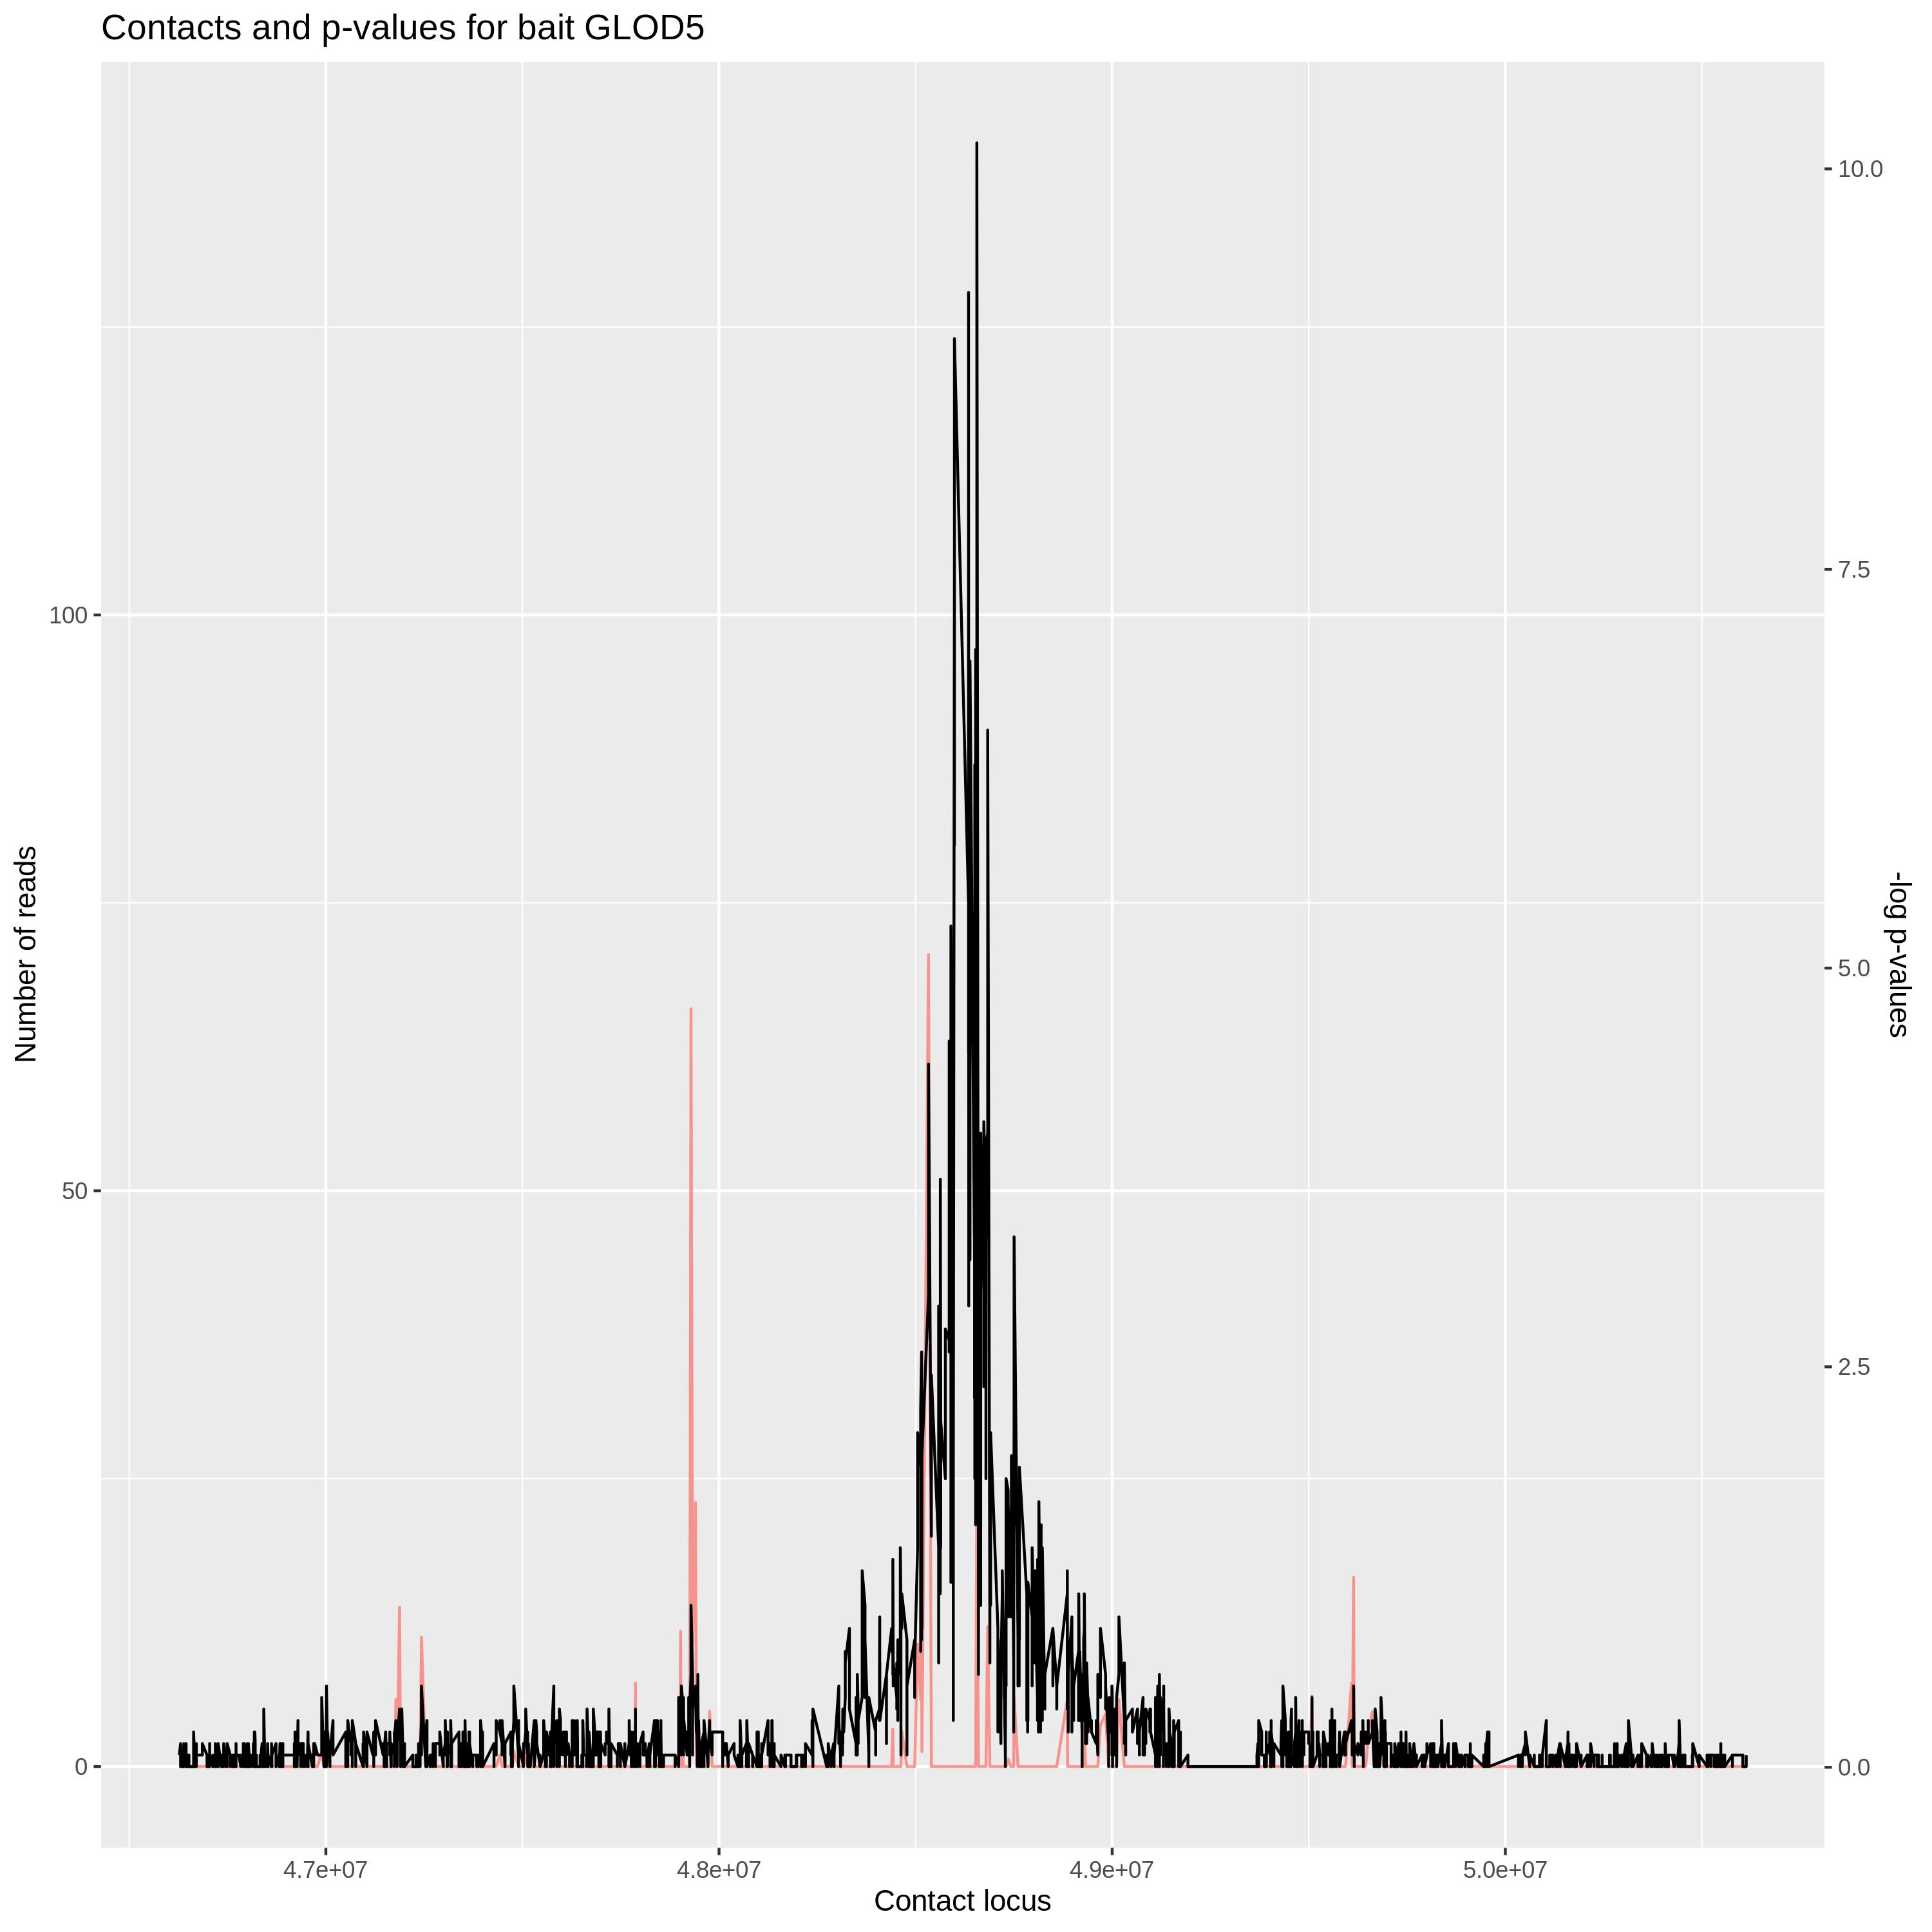 Contacts and p-values for bait GLOD5
Number of reads
100
50
0
10.0
7.5
5.0
2.5
0.0
-log p-values
4.7e+07
4.8e+07
4.9e+07
5.0e+07
Contact locus